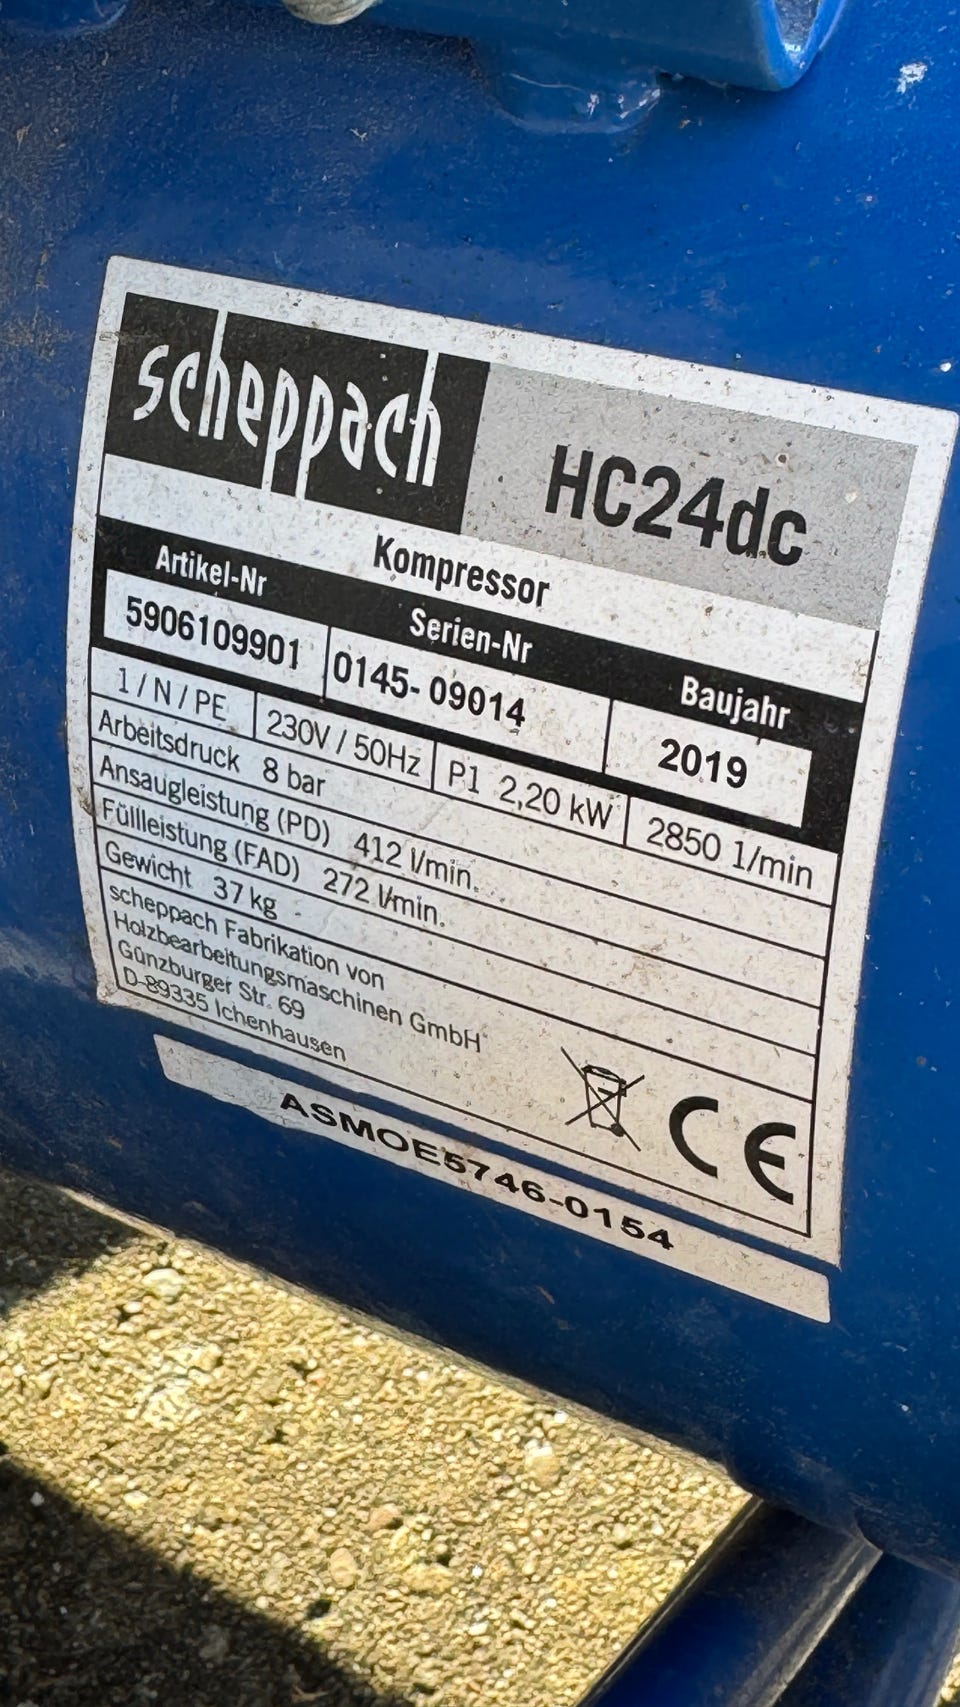 scheppach HC24dc
Kompressor
Artikel-Nr Serien-Nr Baujahr
5906109901 0145-09014 2019
1 / N / PE 230V / 50Hz P1 2,20 kW 2850 1/min
Arbeitsdruck 8 bar
Ansaugleistung (PD) 412 l/min.
Füllleistung (FAD) 272 l/min.
Gewicht 37 kg
scheppach Fabrikation von
Holzbearbeitungsmaschinen GmbH
Günzburger Str. 69
D-89335 Ichenhausen
CE
ASMOE5746-0154